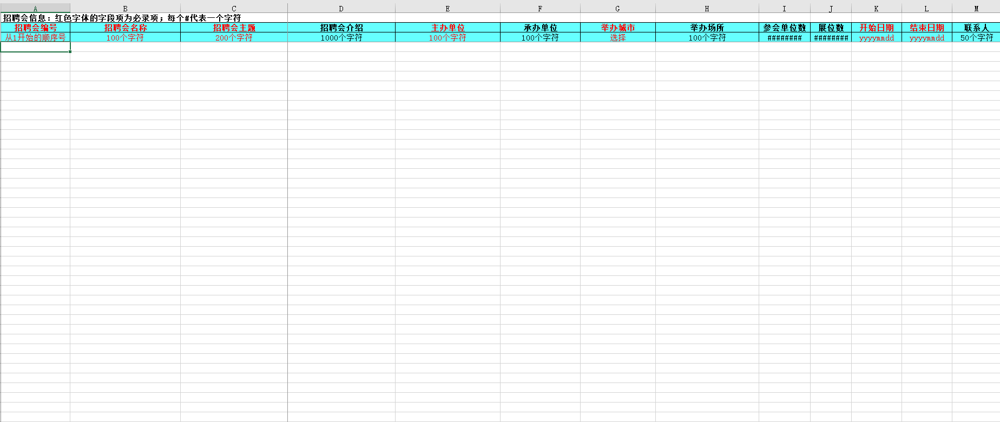 A B C D E F G H I J K L M
招聘会信息：红色字体的字段项为必录项；每个#代表一个字符
招聘会编号 招聘会名称 招聘会主题 招聘会介绍 主办单位 承办单位 举办城市 举办场所 参会单位数 展位数 开始日期 结束日期 联系人
从1开始的顺序号 100个字符 200个字符 1000个字符 100个字符 100个字符 选择 100个字符 ######## ######## yyyymmdd yyyymmdd 50个字符